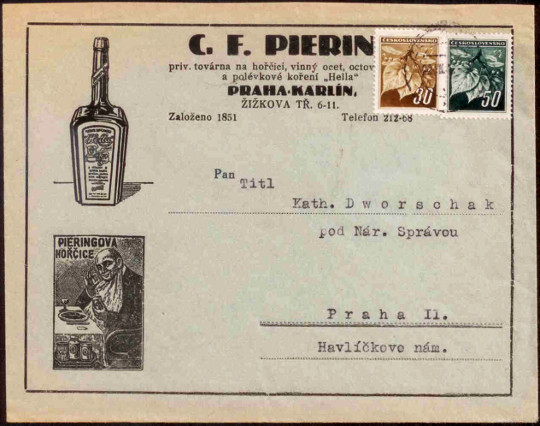 C. F. PIERIN
priv. továrna na hořčici, vinný ocet, octov
a polévkové koření „Hella"
PRAHA-KARLÍN,
ŽIŽKOVA TŘ. 6-11.
Založeno 1851 Telefon 212-68
ČESKOSLOVENSKO
30
ČESKOSLOVENSKO
50
Pan
Titl
Kath. Dworschak
pod Nár. Správou
Praha II.
Havlíčkovo nám.
PIERINGOVA
HOŘČICE